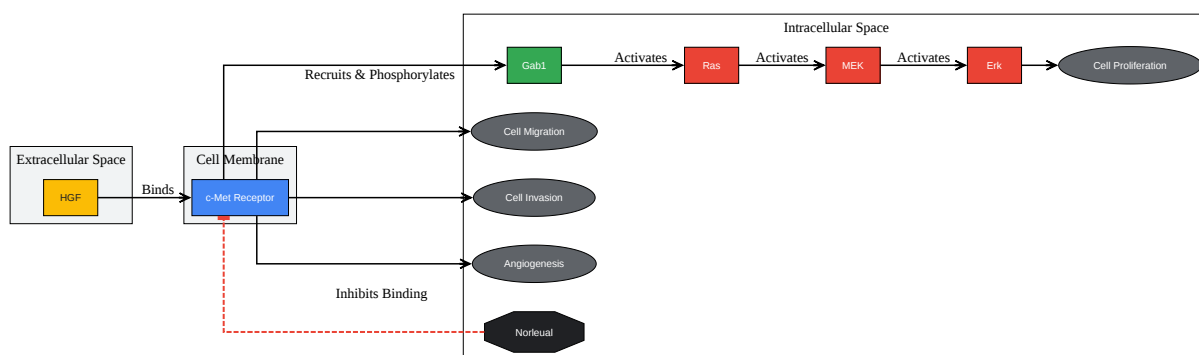 Intracellular Space
Gab1
Activates
Ras
Activates
MEK
Activates
Erk
Cell Proliferation
Recruits & Phosphorylates
Cell Migration
Extracellular Space
Cell Membrane
HGF
Binds
c-Met Receptor
Cell Invasion
Angiogenesis
Inhibits Binding
Norleual